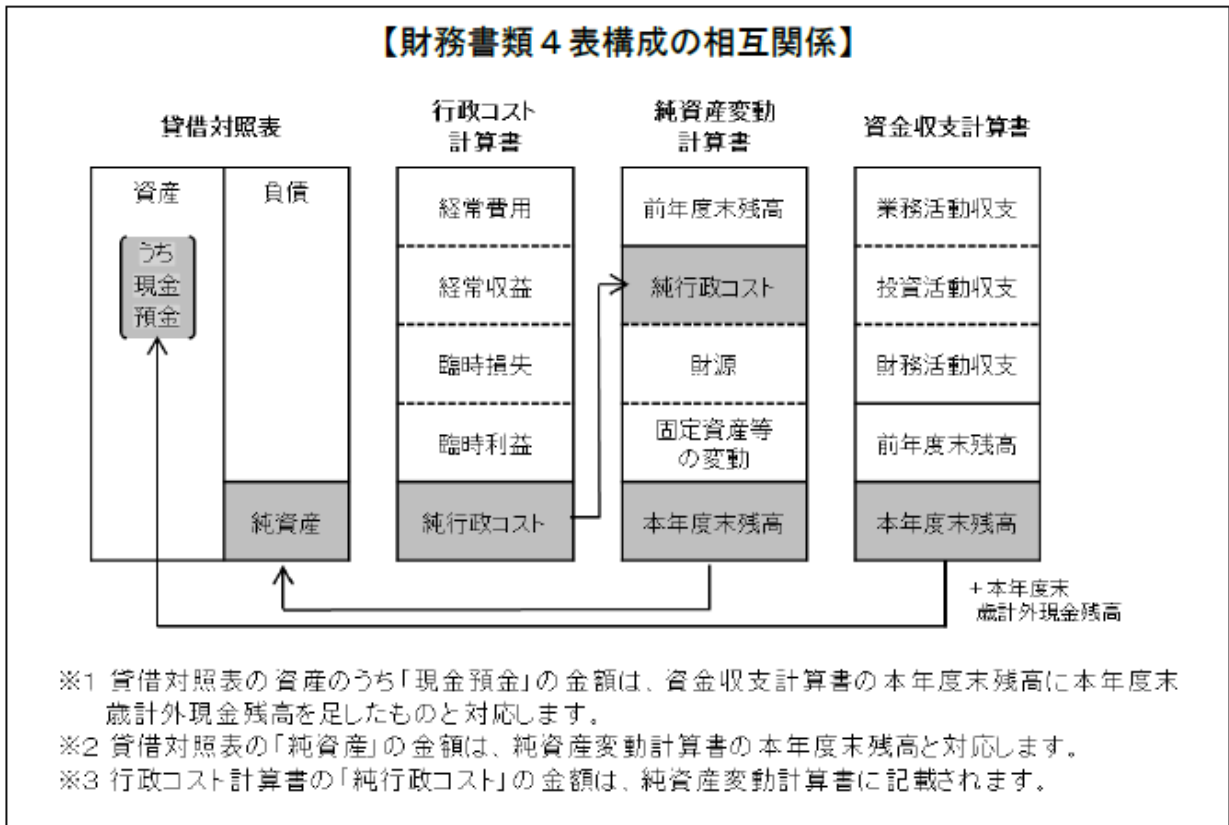 【財務書類４表構成の相互関係】
貸借対照表
行政コスト
計算書
純資産変動
計算書
資金収支計算書
資産
うち
現金
預金
負債
純資産
経常費用
経常収益
臨時損失
臨時利益
純行政コスト
前年度末残高
純行政コスト
財源
固定資産等
の変動
本年度末残高
業務活動収支
投資活動収支
財務活動収支
前年度末残高
本年度末残高
＋本年度末
歳計外現金残高
※1 貸借対照表の資産のうち「現金預金」の金額は、資金収支計算書の本年度末残高に本年度末
歳計外現金残高を足したものと対応します。
※2 貸借対照表の「純資産」の金額は、純資産変動計算書の本年度末残高と対応します。
※3 行政コスト計算書の「純行政コスト」の金額は、純資産変動計算書に記載されます。